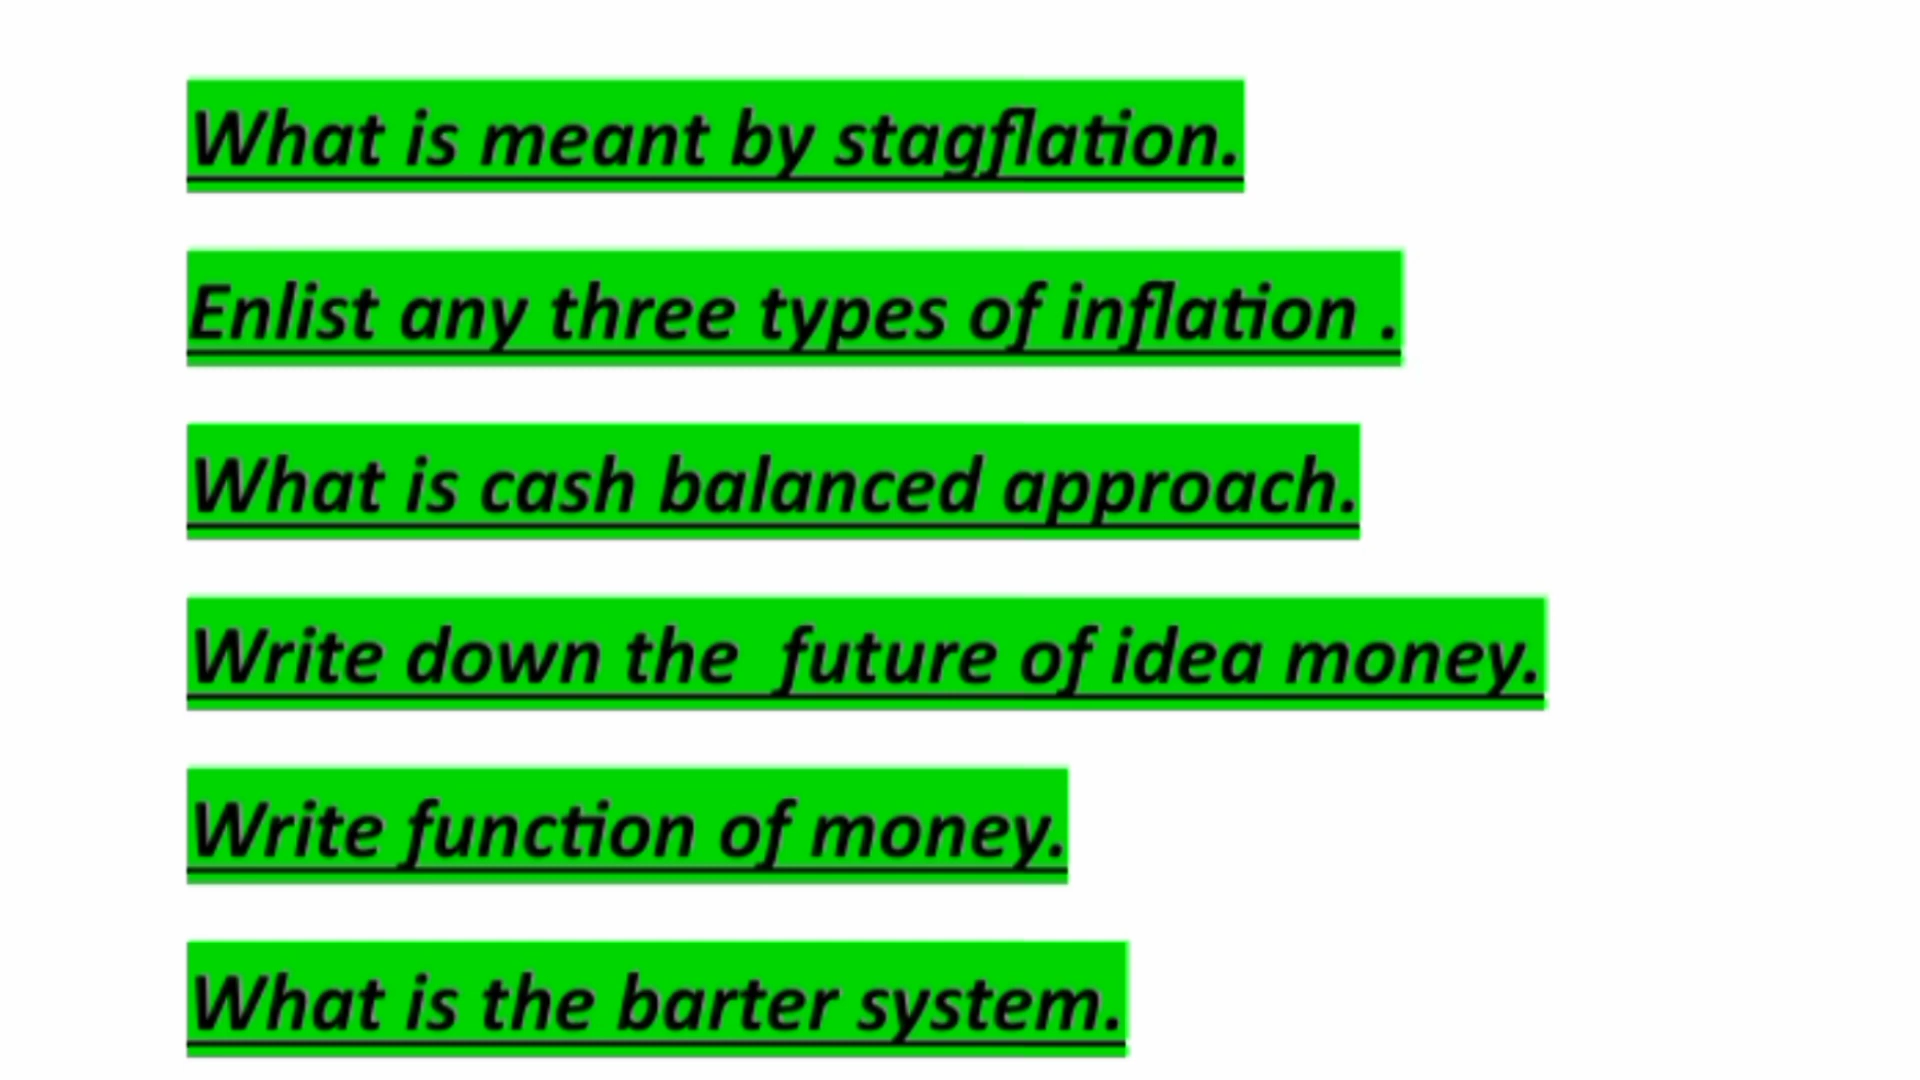 What is meant by stagflation.
Enlist any three types of inflation .
What is cash balanced approach.
Write down the  future of idea money.
Write function of money.
What is the barter system.